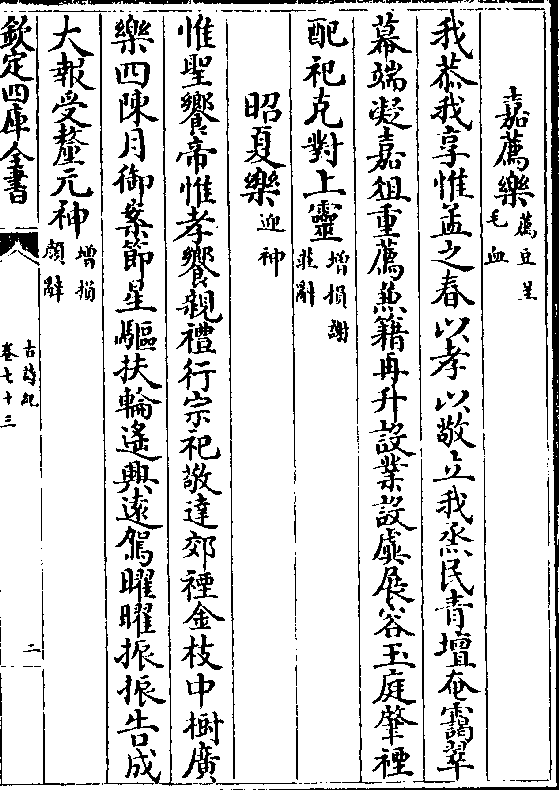 嘉薦樂薦豆呈毛血
我恭我享惟孟之春以孝以敬立我烝民青壇奄靄翠
幕端凝嘉俎重薦蒸籍再升設業設虡展容玉庭肇禋
配祀克對上靈增損謝莊辭
昭夏樂迎神
惟聖饗帝惟孝饗親禮行宗祀敬達郊禋金枝中樹廣
樂四陳月御案節星驅扶輪遙興遠駕曜曜振振告成
大報受釐元神增損顔辭
欽定四庫全書
古詩紀
卷七十三
二